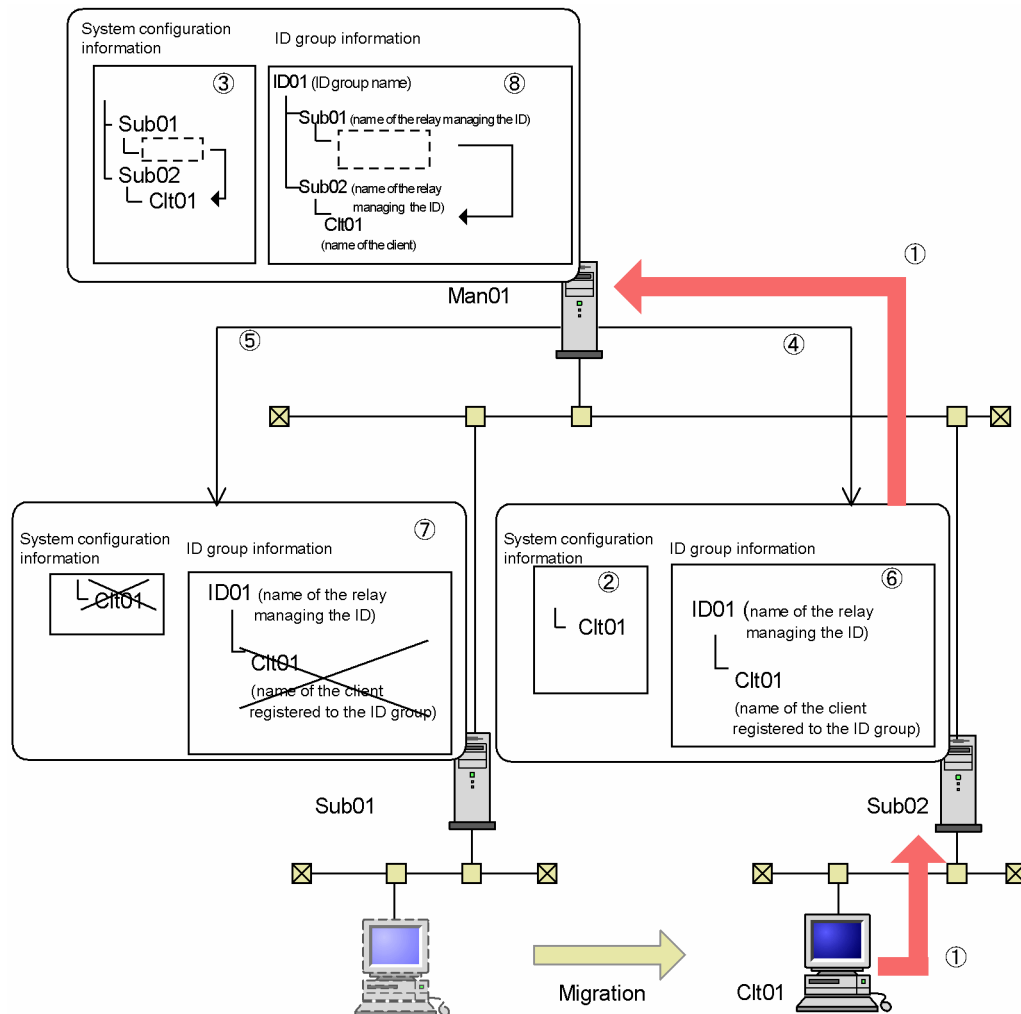 System configuration
information
ID group information
③
ID01 (ID group name)
⑧
Sub01
Sub02
Clt01
Sub01 (name of the relay managing the ID)
Sub02 (name of the relay
managing the ID)
Clt01
(name of the client)
Man01
①
⑤
④
System configuration
information
ID group information
⑦
Clt01
ID01 (name of the relay
managing the ID)
Clt01
(name of the client
registered to the ID group)
Sub01
System configuration
information
ID group information
②
Clt01
⑥
ID01 (name of the relay
managing the ID)
Clt01
(name of the client
registered to the ID group)
Sub02
Migration
Clt01
①